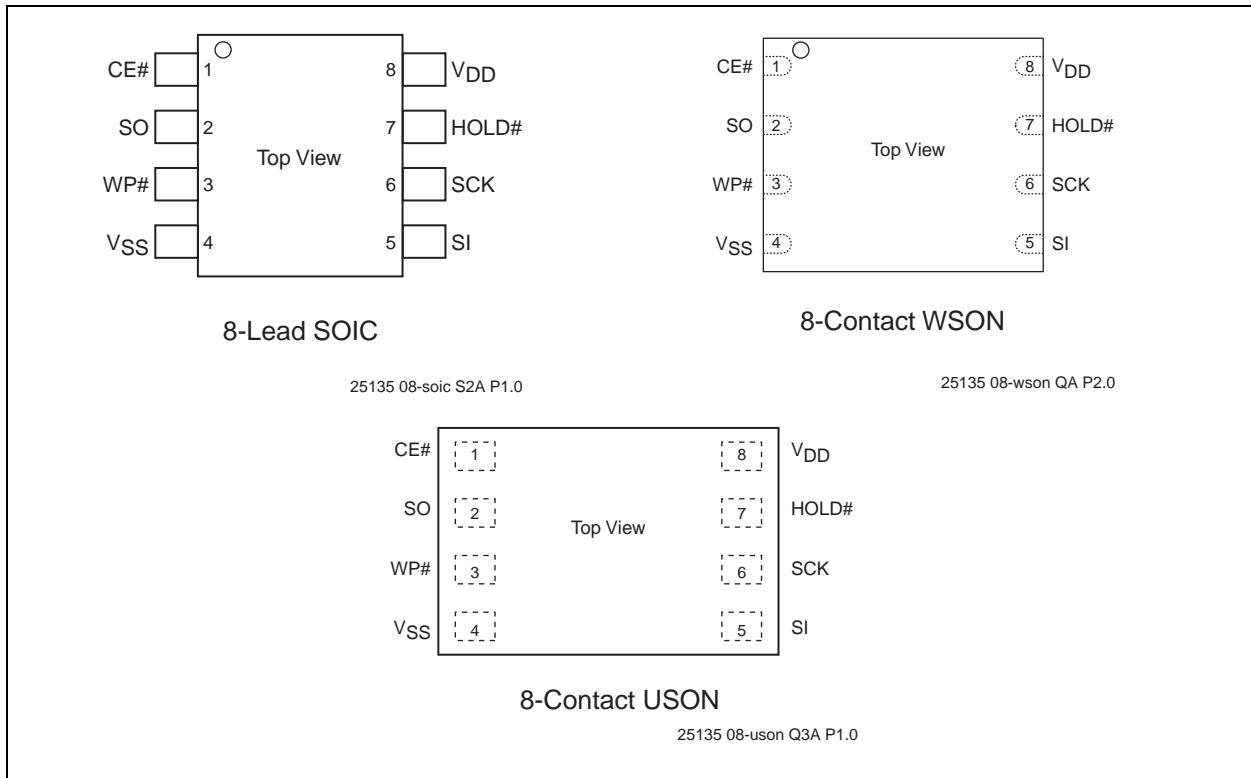 CE# 1 8 VDD
SO 2 7 HOLD#
Top View
WP# 3 6 SCK
VSS 4 5 SI
8-Lead SOIC
25135 08-soic S2A P1.0
CE# 1 8 VDD
SO 2 7 HOLD#
Top View
WP# 3 6 SCK
VSS 4 5 SI
8-Contact WSON
25135 08-wson QA P2.0
CE# 1 8 VDD
SO 2 7 HOLD#
Top View
WP# 3 6 SCK
VSS 4 5 SI
8-Contact USON
25135 08-uson Q3A P1.0